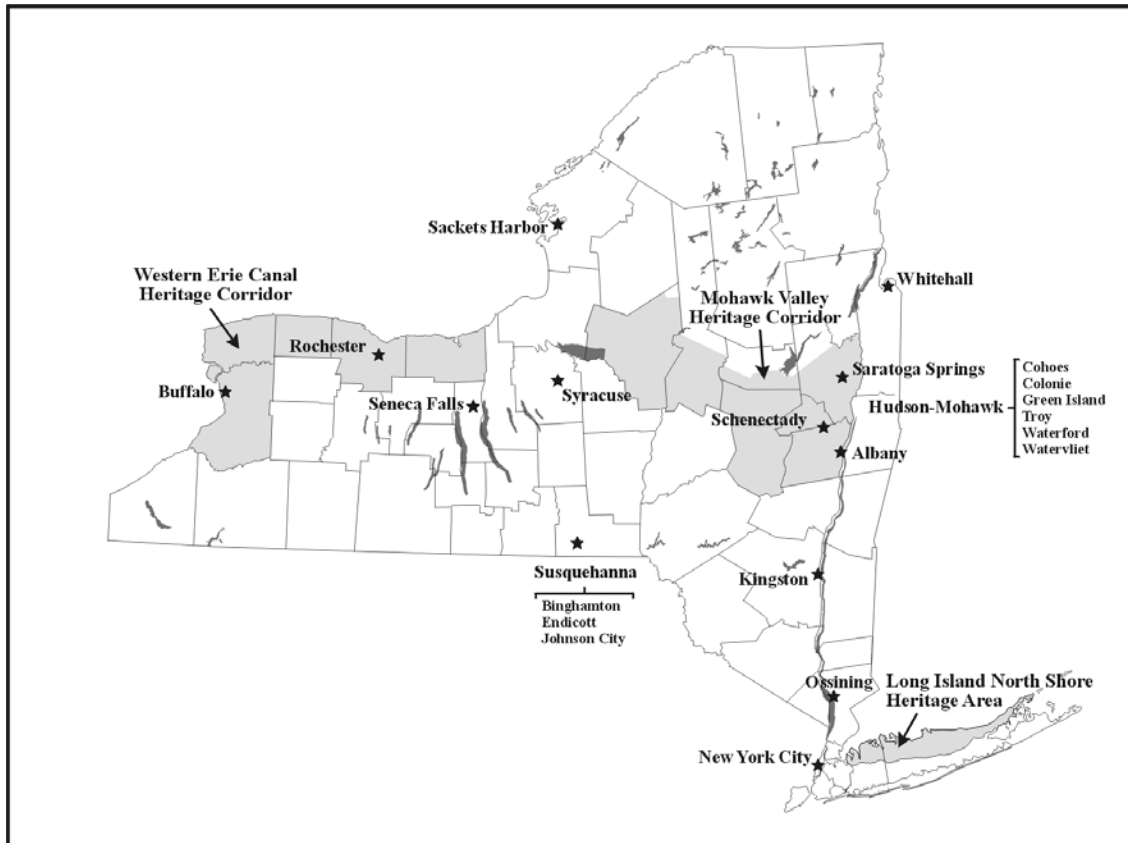 Sackets Harbor
Western Erie Canal
Heritage Corridor
Whitehall
Mohawk Valley
Heritage Corridor
Rochester
Buffalo
Seneca Falls
Syracuse
Saratoga Springs
Hudson-Mohawk
Cohoes
Colonie
Green Island
Troy
Waterford
Watervliet
Schenectady
Albany
Susquehanna
Binghamton
Endicott
Johnson City
Kingston
Ossining
Long Island North Shore
Heritage Area
New York City